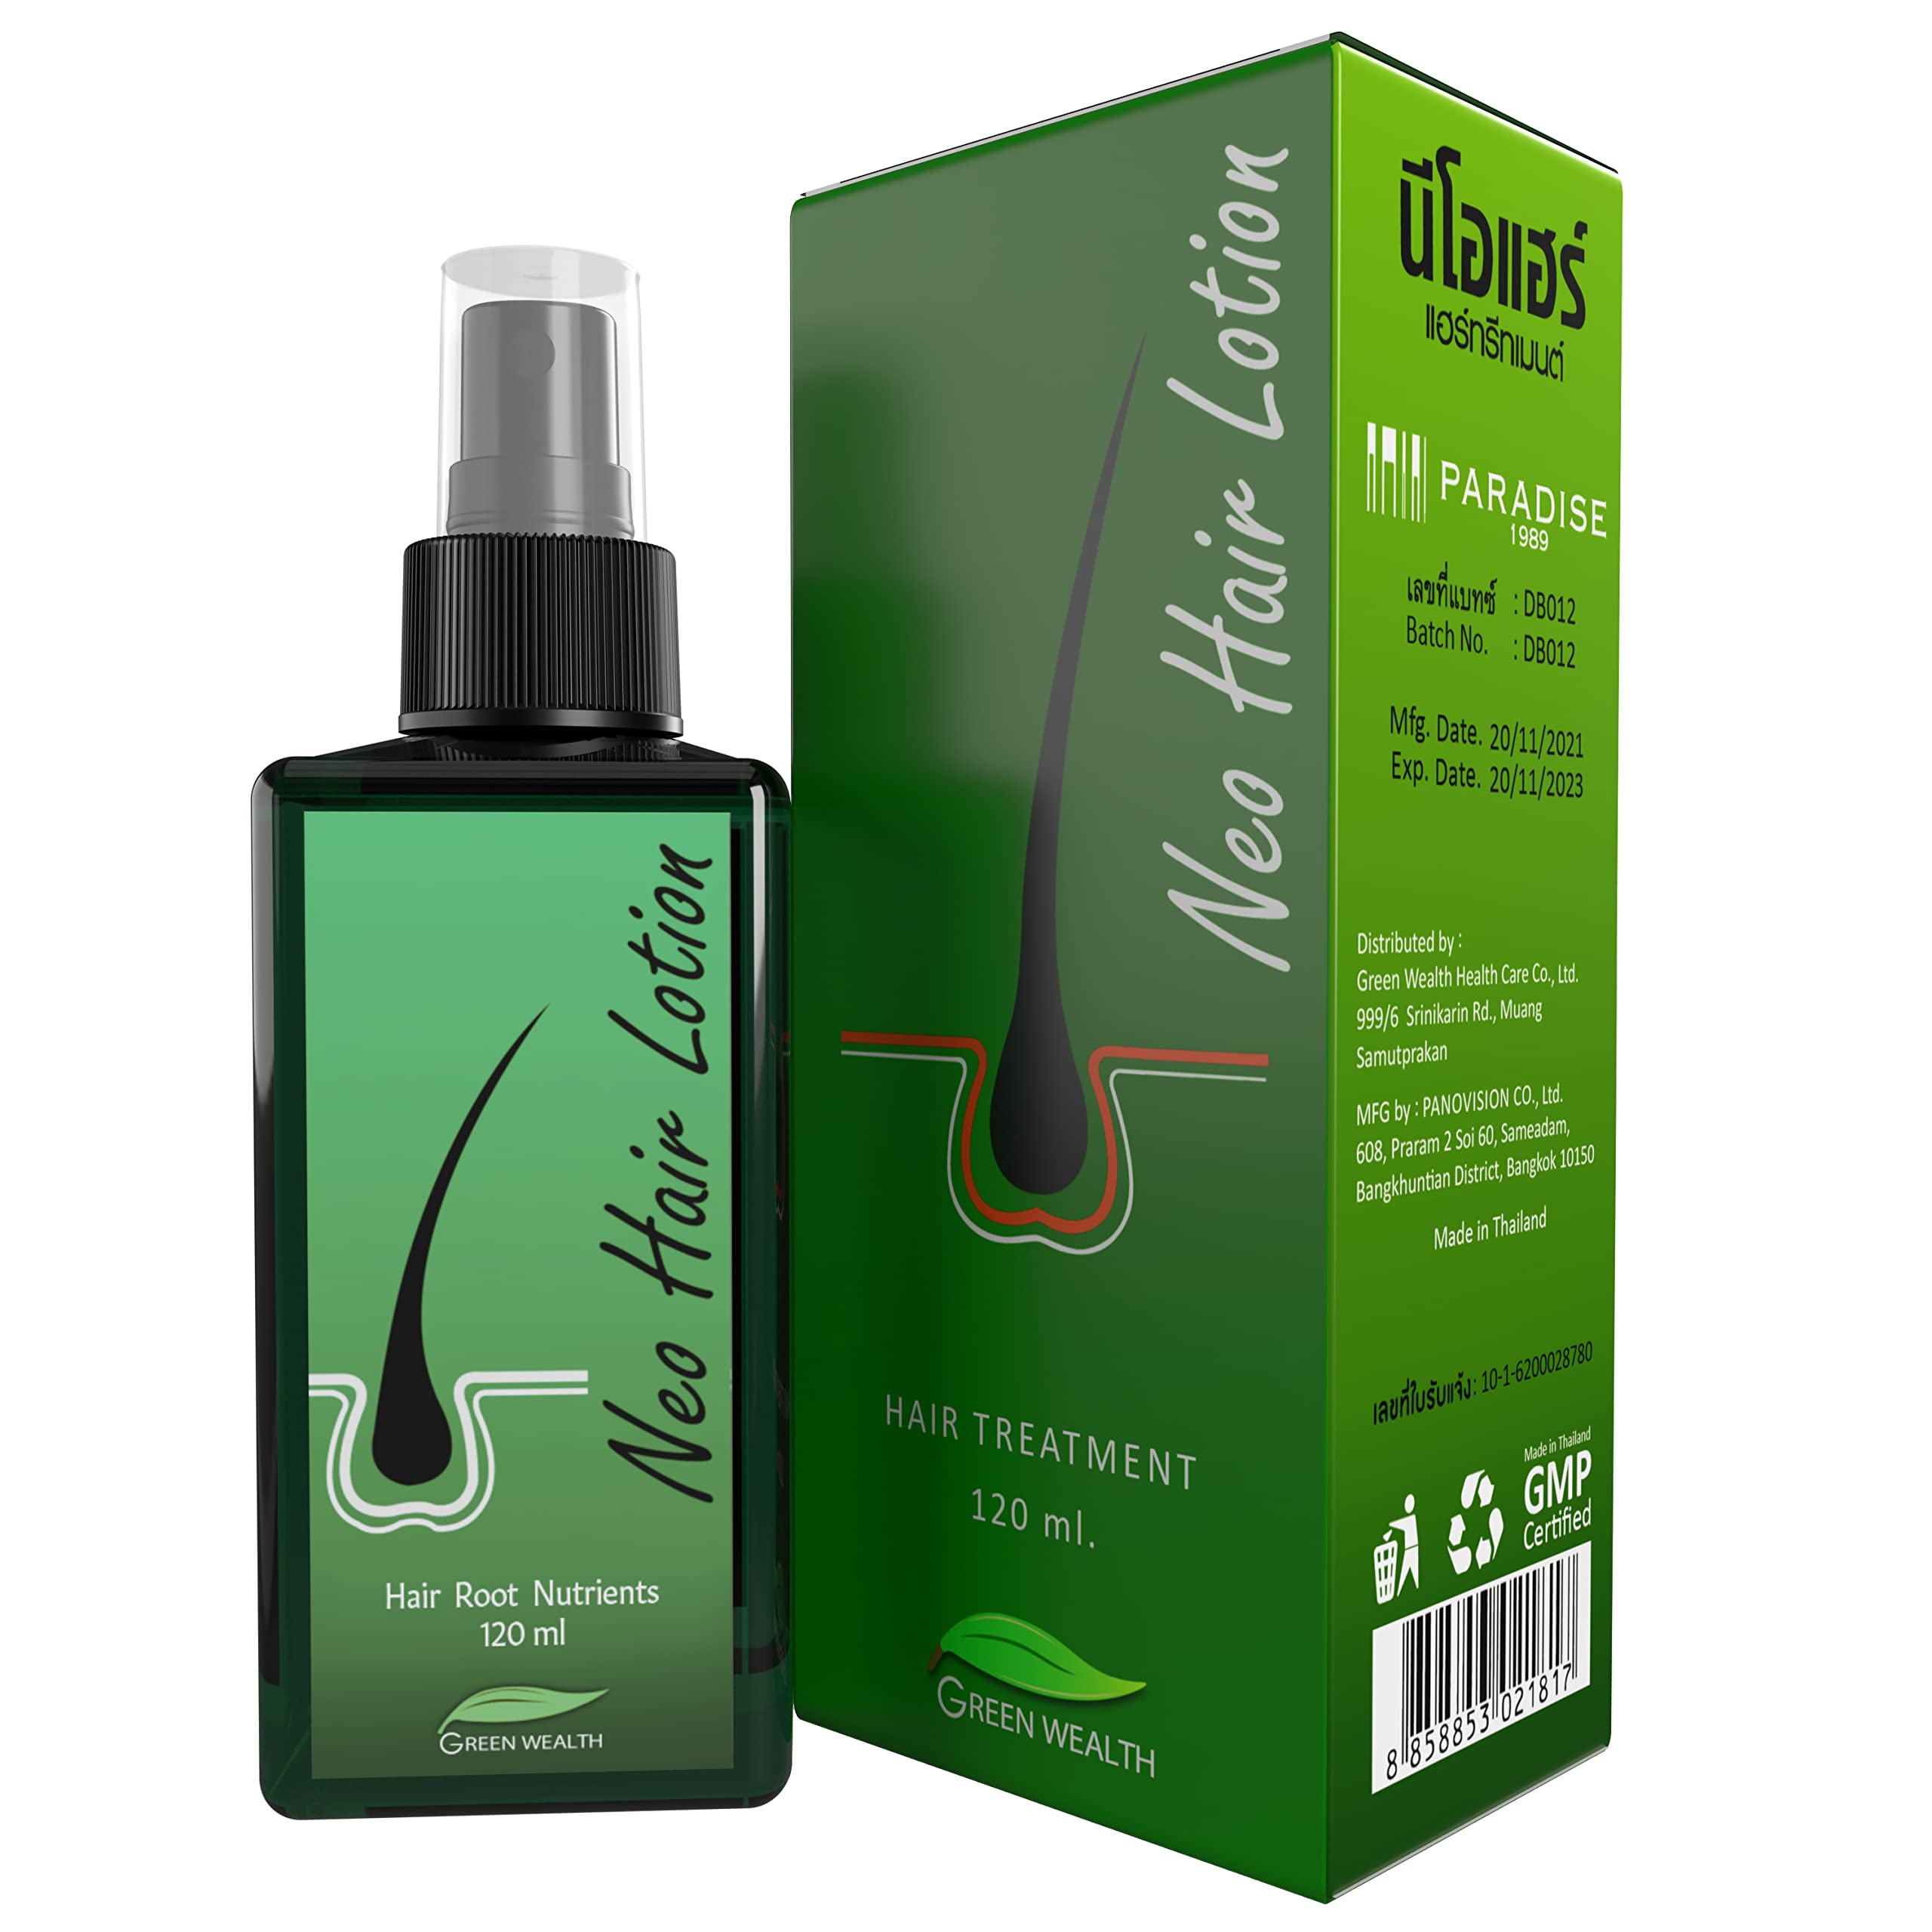 Neo Hair Lotion
Hair Root Nutrients
120 ml
GREEN WEALTH
Neo Hair Lotion
HAIR TREATMENT
120 ml.
GREEN WEALTH
นีโอแฮร์
แฮร์ทรีทเมนต์
PARADISE
1989
เลขที่แบทซ์ : DB012
Batch No. : DB012
Mfg. Date. 20/11/2021
Exp. Date. 20/11/2023
Distributed by :
Green Wealth Health Care Co., Ltd.
999/6 Srinikarin Rd., Muang
Samutprakan
MFG by : PANOVISION CO., Ltd.
608, Praram 2 Soi 60, Sameadam,
Bangkhuntian District, Bangkok 10150
Made in Thailand
เลขที่ใบรับแจ้ง: 10-1-6200028780
Made in Thailand
GMP
Certified
8 858853 021817